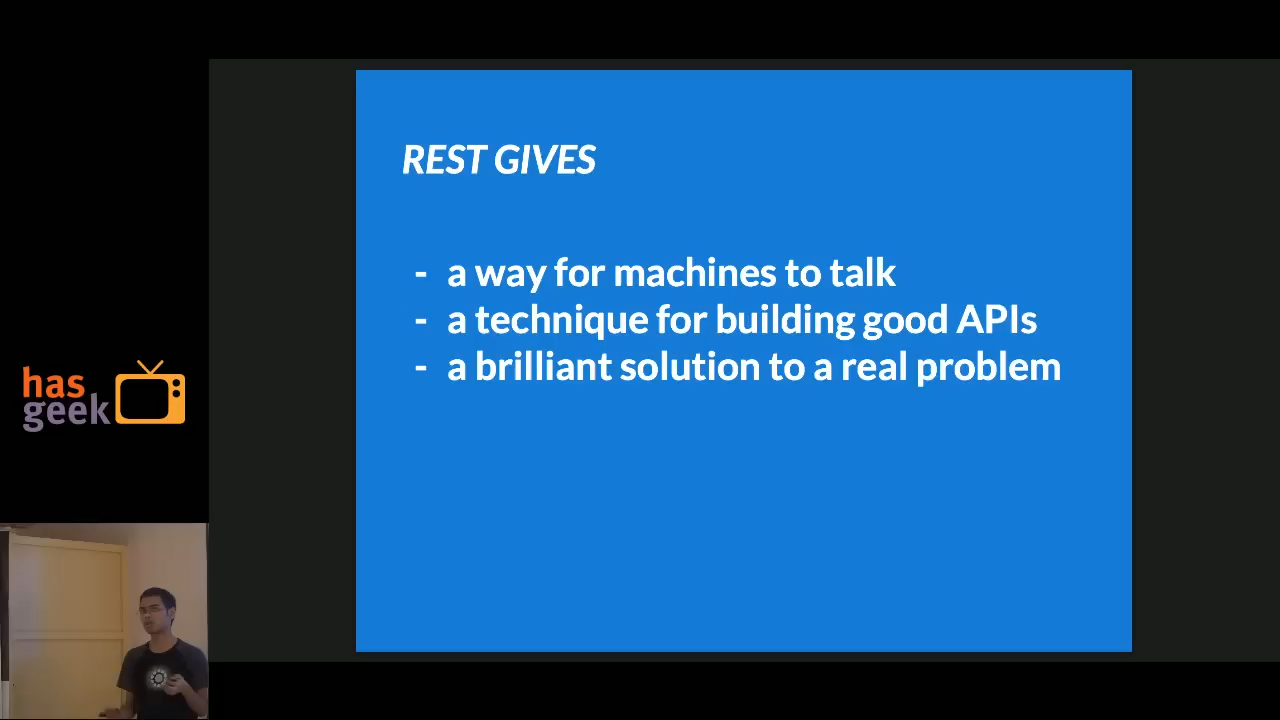 REST GIVES
- a way for machines to talk
- a technique for building good APIs
- a brilliant solution to a real problem
has
geek